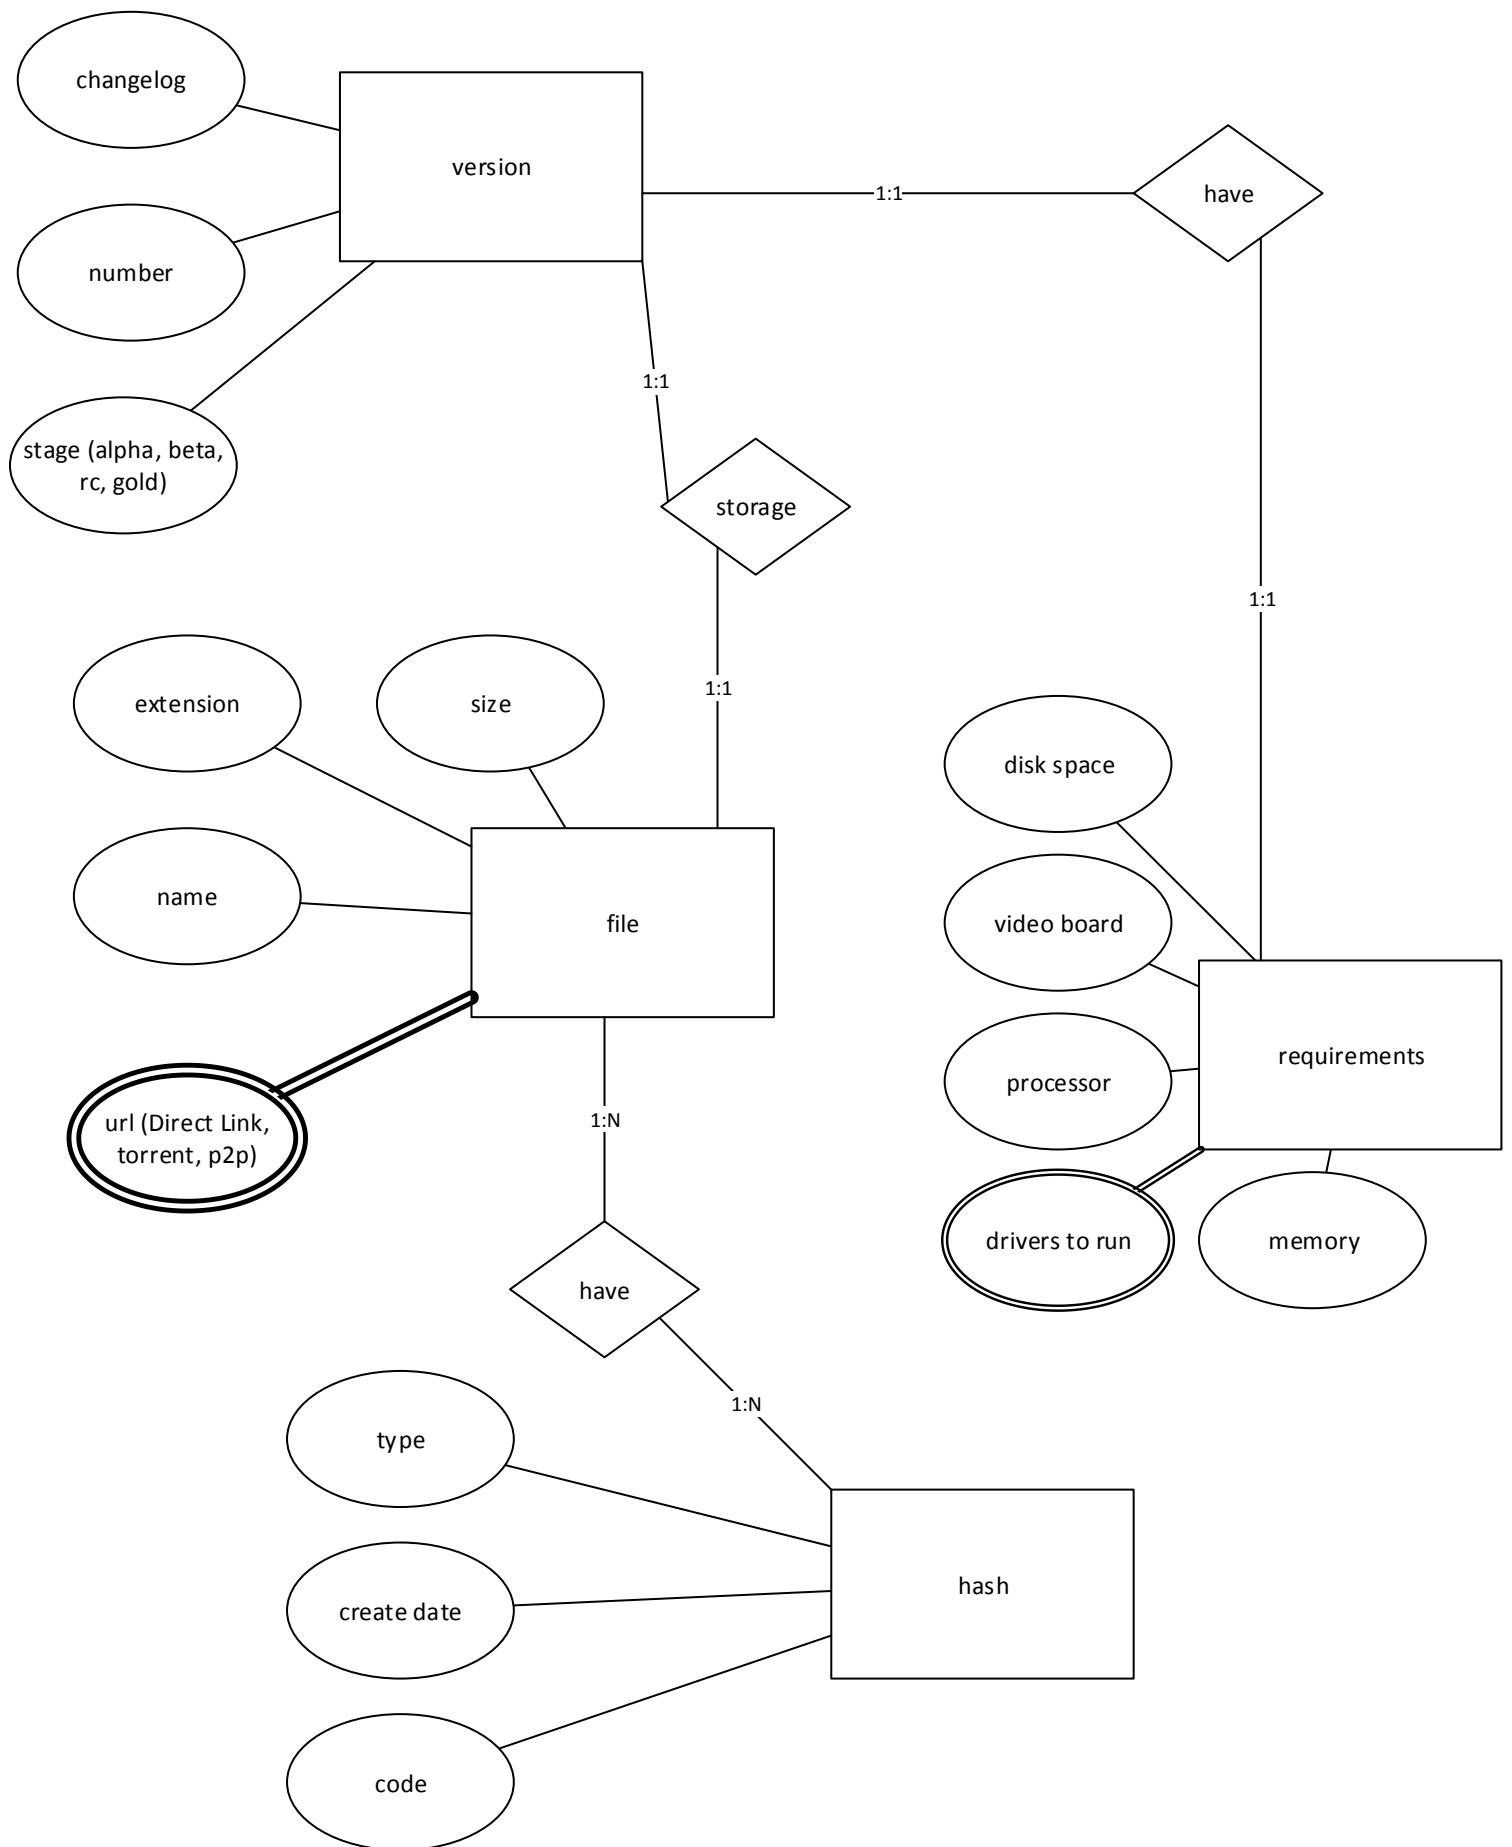 changelog
version
1:1
have
number
1:1
stage (alpha, beta,
rc, gold)
storage
1:1
extension
size
1:1
disk space
name
file
video board
requirements
processor
url (Direct Link,
torrent, p2p)
1:N
drivers to run
memory
have
1:N
type
create date
hash
code